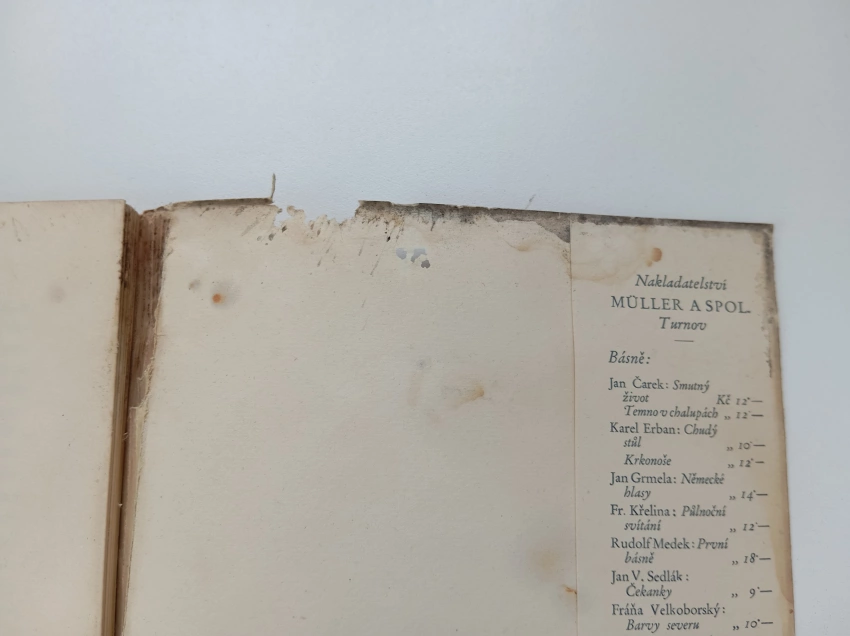 Nakladatelstvi
MÜLLER A SPOL.
Turnov
Básně:
Jan Čarek: Smutný
život Kč 12·—
Temno v chalupách „ 12·—
Karel Erban: Chudý
stůl „ 10·—
Krkonoše „ 12·—
Jan Grmela: Německé
hlasy „ 14·—
Fr. Křelina: Půlnoční
svítání „ 12·—
Rudolf Medek: První
básně „ 18·—
Jan V. Sedlák:
Čekanky „ 9·—
Fráňa Velkoborský:
Barvy severu „ 10·—